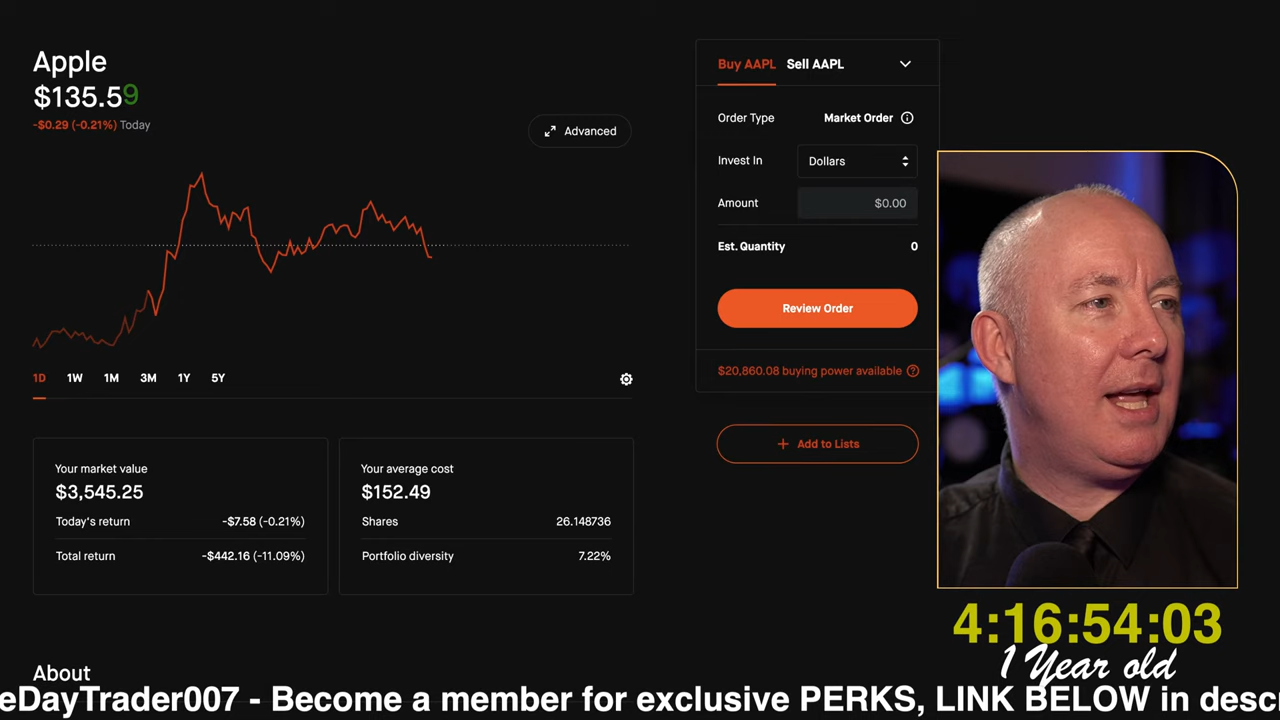 Apple
$135.59
-$0.29 (-0.21%) Today
Advanced
1D 1W 1M 3M 1Y 5Y
Your market value
$3,545.25
Today's return -$7.58 (-0.21%)
Total return -$442.16 (-11.09%)
Your average cost
$152.49
Shares 26.148736
Portfolio diversity 7.22%
About
Buy AAPL Sell AAPL
Order Type Market Order
Invest In Dollars
Amount $0.00
Est. Quantity 0
Review Order
$20,860.08 buying power available
+ Add to Lists
4:16:54:03
1 Year old
eDayTrader007 - Become a member for exclusive PERKS, LINK BELOW in descri